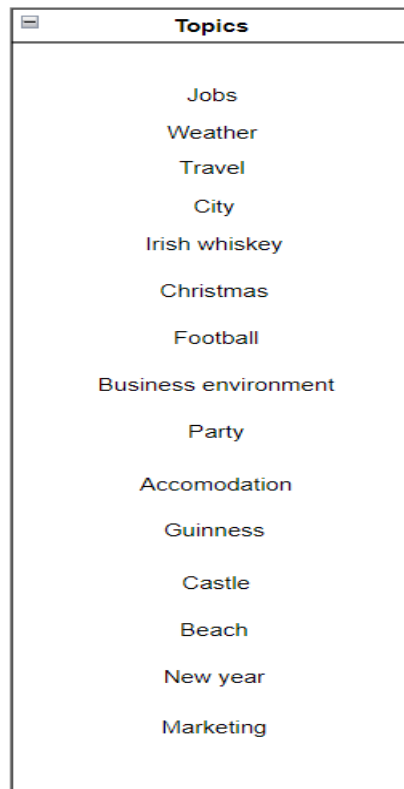 Topics
Jobs
Weather
Travel
City
Irish whiskey
Christmas
Football
Business environment
Party
Accomodation
Guinness
Castle
Beach
New year
Marketing